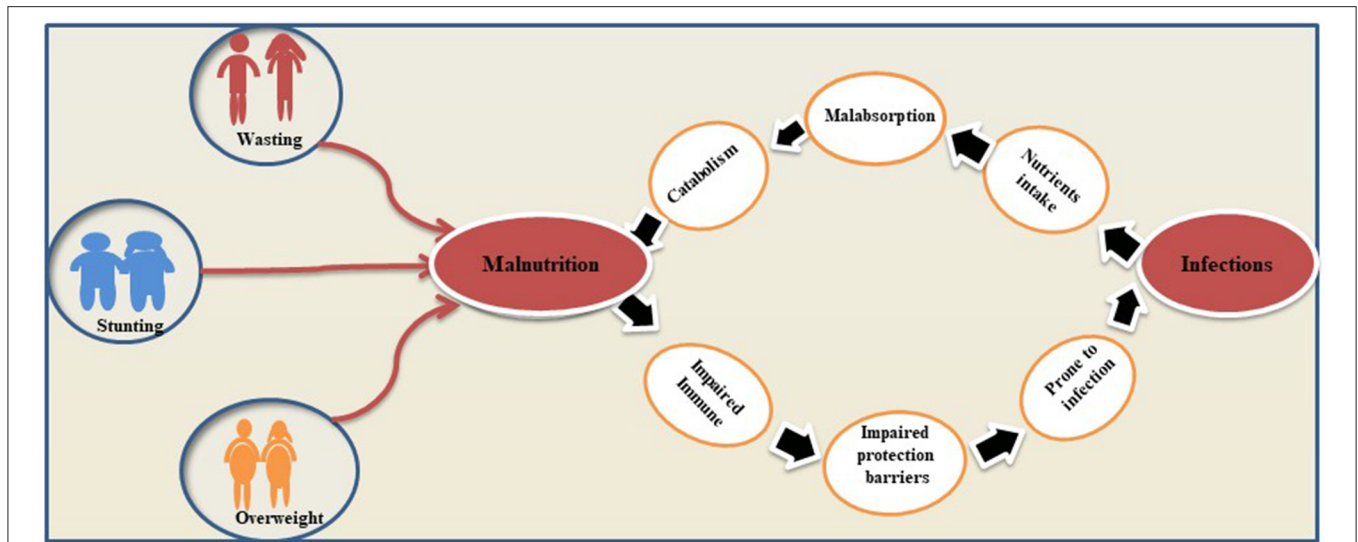 Wasting
Stunting
Overweight
Malnutrition
Catabolism
Malabsorption
Nutrients
intake
Infections
Impaired
Immune
Impaired
protection
barriers
Prone to
infection